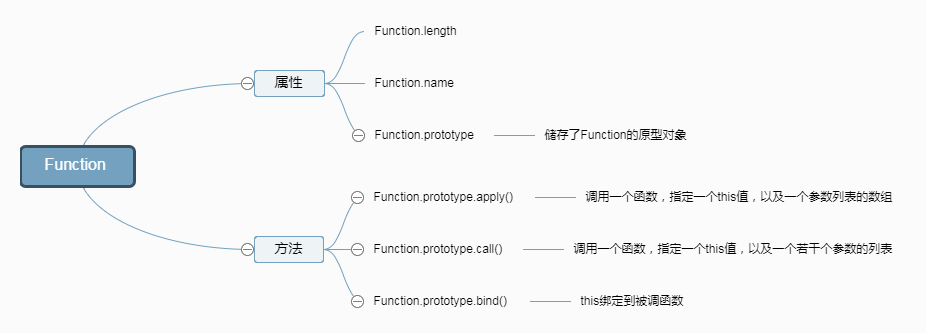 Function
属性
Function.length
Function.name
Function.prototype 储存了Function的原型对象
方法
Function.prototype.apply() 调用一个函数，指定一个this值，以及一个参数列表的数组
Function.prototype.call() 调用一个函数，指定一个this值，以及一个若干个参数的列表
Function.prototype.bind() this绑定到被调函数